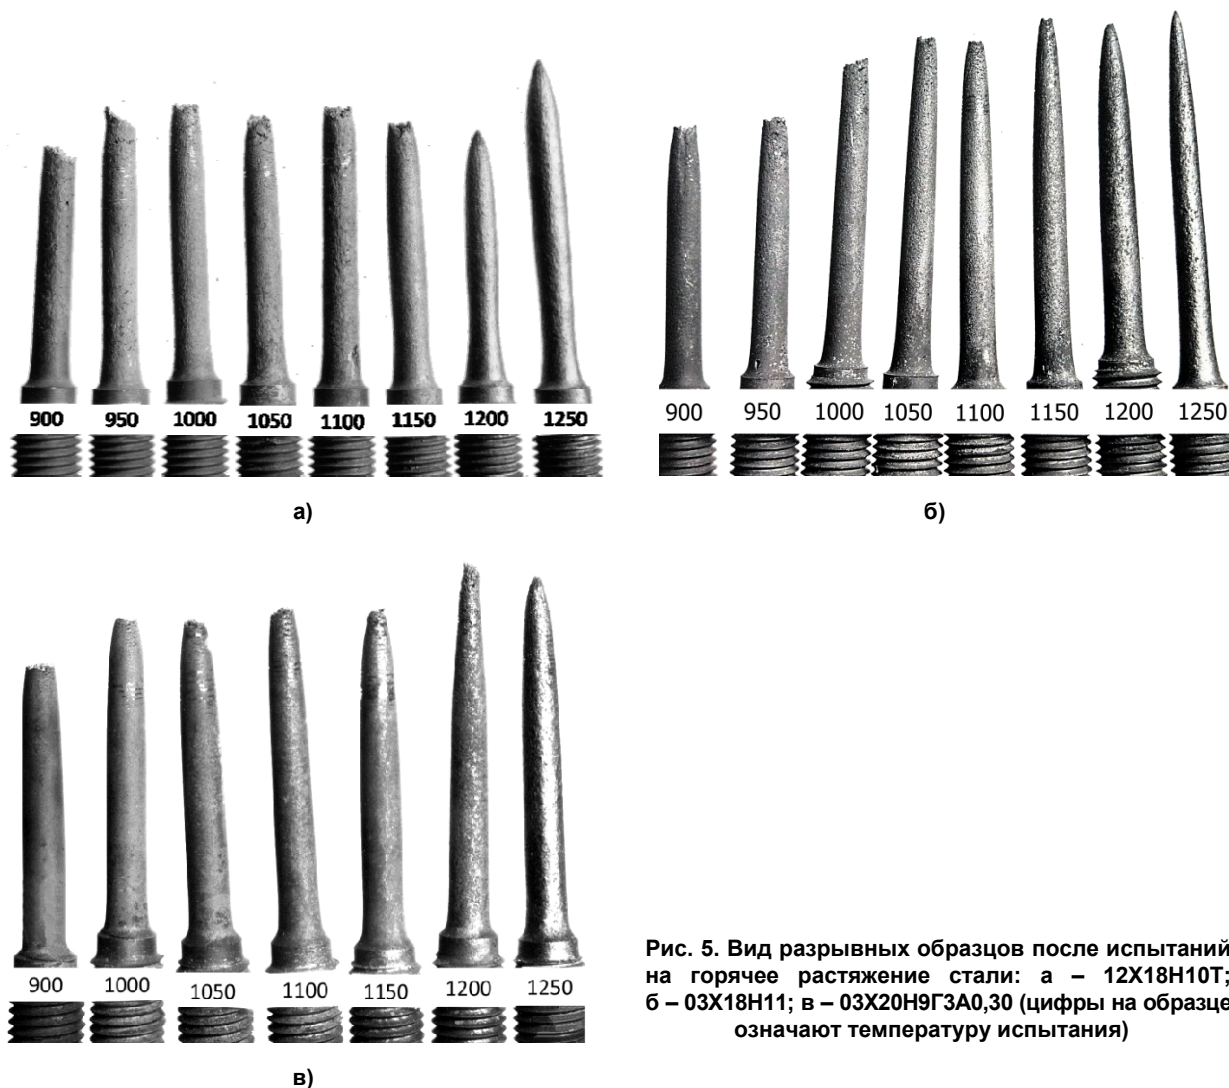 900 950 1000 1050 1100 1150 1200 1250
а)
900 950 1000 1050 1100 1150 1200 1250
б)
900 1000 1050 1100 1150 1200 1250
в)
Рис. 5. Вид разрывных образцов после испытаний
на горячее растяжение стали: а – 12Х18Н10Т;
б – 03Х18Н11; в – 03Х20Н9Г3А0,30 (цифры на образце
означают температуру испытания)